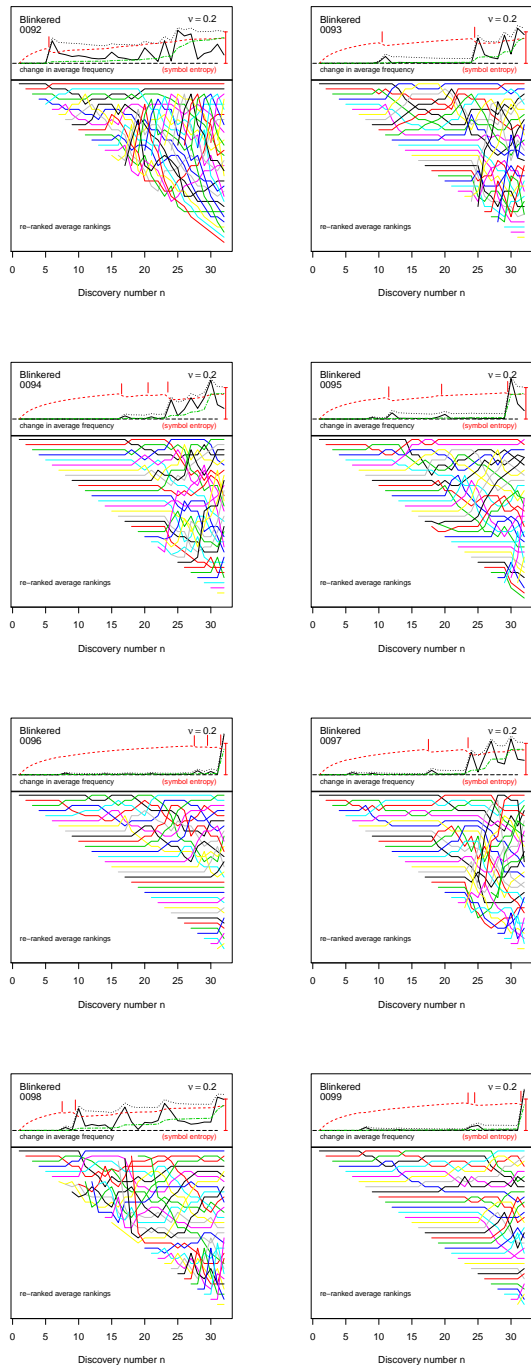 Blinkered
0092
ν = 0.2
change in average frequency
(symbol entropy)
re−ranked average rankings
0 5 10 15 20 25 30
Discovery number n
Blinkered
0093
ν = 0.2
change in average frequency
(symbol entropy)
re−ranked average rankings
0 5 10 15 20 25 30
Discovery number n
Blinkered
0094
ν = 0.2
change in average frequency
(symbol entropy)
re−ranked average rankings
0 5 10 15 20 25 30
Discovery number n
Blinkered
0095
ν = 0.2
change in average frequency
(symbol entropy)
re−ranked average rankings
0 5 10 15 20 25 30
Discovery number n
Blinkered
0096
ν = 0.2
change in average frequency
(symbol entropy)
re−ranked average rankings
0 5 10 15 20 25 30
Discovery number n
Blinkered
0097
ν = 0.2
change in average frequency
(symbol entropy)
re−ranked average rankings
0 5 10 15 20 25 30
Discovery number n
Blinkered
0098
ν = 0.2
change in average frequency
(symbol entropy)
re−ranked average rankings
0 5 10 15 20 25 30
Discovery number n
Blinkered
0099
ν = 0.2
change in average frequency
(symbol entropy)
re−ranked average rankings
0 5 10 15 20 25 30
Discovery number n